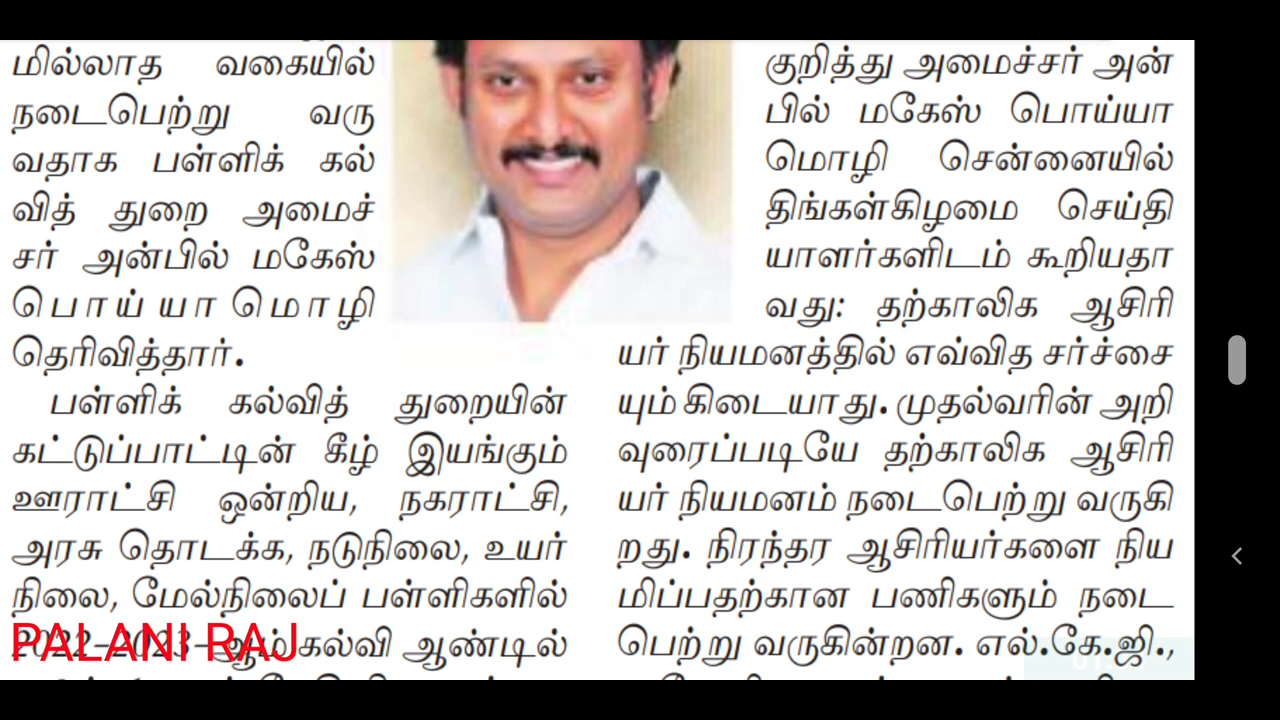 மில்லாத வகையில்
நடைபெற்று வரு
வதாக பள்ளிக் கல்
வித் துறை அமைச்
சர் அன்பில் மகேஸ்
பொய் யா மொழி
தெரிவித்தார்.
பள்ளிக் கல்வித் துறையின்
கட்டுப்பாட்டின் கீழ் இயங்கும்
ஊராட்சி ஒன்றிய, நகராட்சி,
அரசு தொடக்க, நடுநிலை, உயர்
நிலை, மேல்நிலைப் பள்ளிகளில்
2022-2023-ஆம் கல்வி ஆண்டில்
PALANI RAJ
குறித்து அமைச்சர் அன்
பில் மகேஸ் பொய்யா
மொழி சென்னையில்
திங்கள்கிழமை செய்தி
யாளர்களிடம் கூறியதா
வது: தற்காலிக ஆசிரி
யர் நியமனத்தில் எவ்வித சர்ச்சை
யும் கிடையாது. முதல்வரின் அறி
வுரைப்படியே தற்காலிக ஆசிரி
யர் நியமனம் நடைபெற்று வருகி
றது. நிரந்தர ஆசிரியர்களை நிய
மிப்பதற்கான பணிகளும் நடை
பெற்று வருகின்றன. எல்.கே.ஜி.,